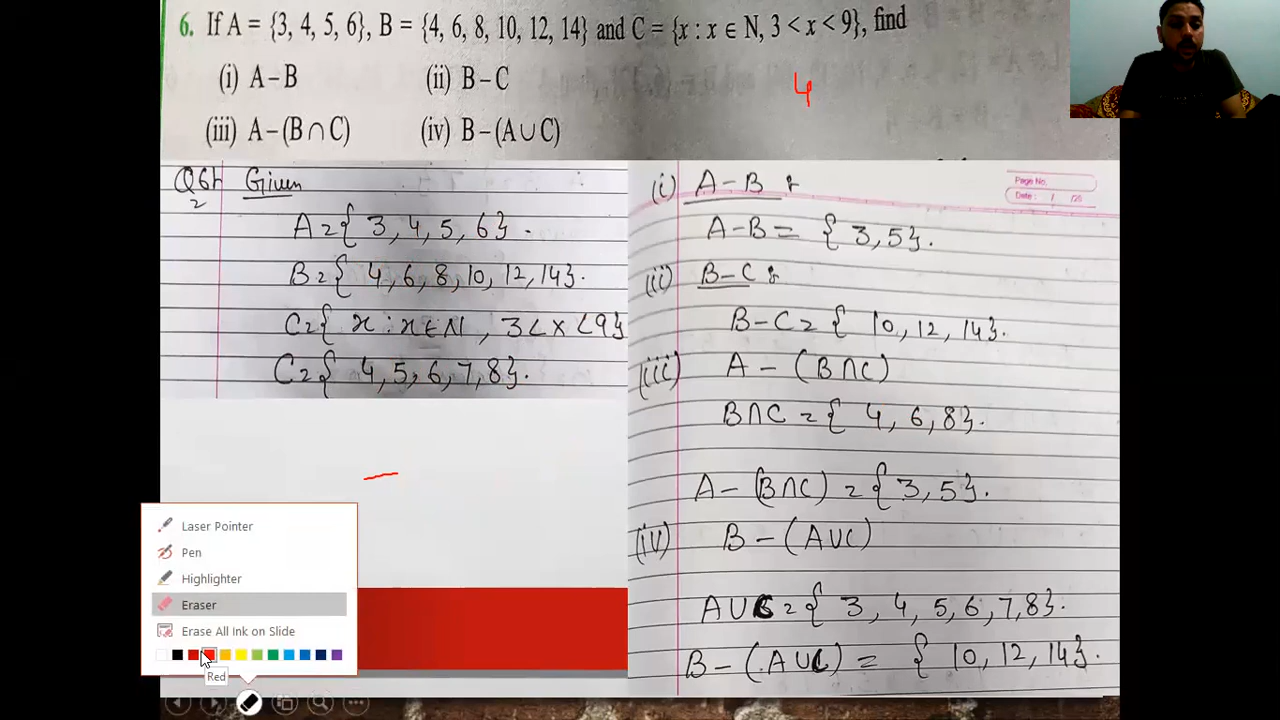 6. If A = {3, 4, 5, 6}, B = {4, 6, 8, 10, 12, 14} and C = {x : x ∈ N, 3 < x < 9}, find
(i) A – B (ii) B – C
4
(iii) A – (B ∩ C) (iv) B – (A ∪ C)
Q6
2
Given
A = { 3, 4, 5, 6}.
B = { 4, 6, 8, 10, 12, 14}.
C = { x : x ∈ N , 3 < x < 9}
C = { 4, 5, 6, 7, 8}.
Page No.
Date : / /20
(i) A – B :
A – B = { 3, 5}.
(ii) B – C :
B – C = { 10, 12, 14}.
(iii) A – (B ∩ C)
B ∩ C = { 4, 6, 8}.
A – (B ∩ C) = { 3, 5}.
(iv) B – (A ∪ C)
A ∪ C = { 3, 4, 5, 6, 7, 8}.
B – (A ∪ C) = { 10, 12, 14}.
Laser Pointer
Pen
Highlighter
Eraser
Erase All Ink on Slide
Red